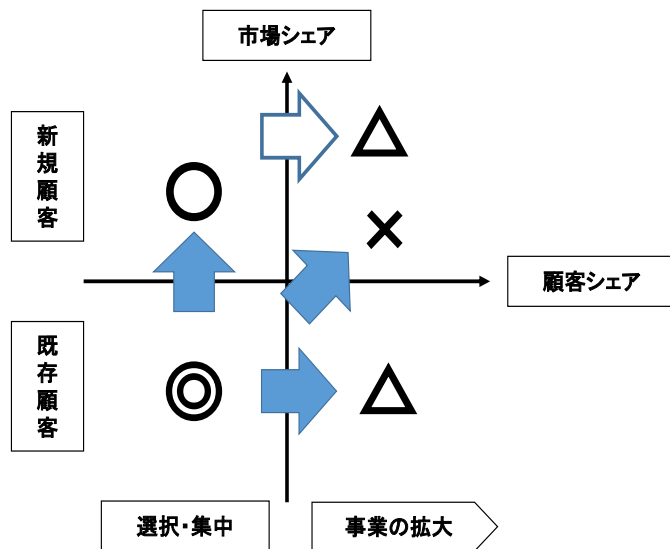 市場シェア
新規顧客
顧客シェア
既存顧客
選択・集中
事業の拡大